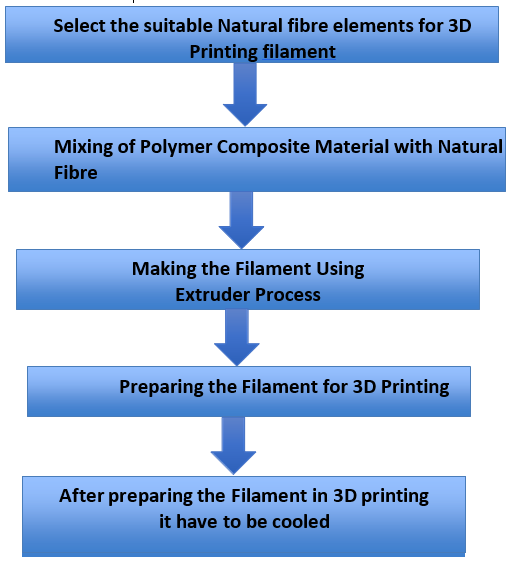 Select the suitable Natural fibre elements for 3D
Printing filament
Mixing of Polymer Composite Material with Natural
Fibre
Making the Filament Using
Extruder Process
Preparing the Filament for 3D Printing
After preparing the Filament in 3D printing
it have to be cooled